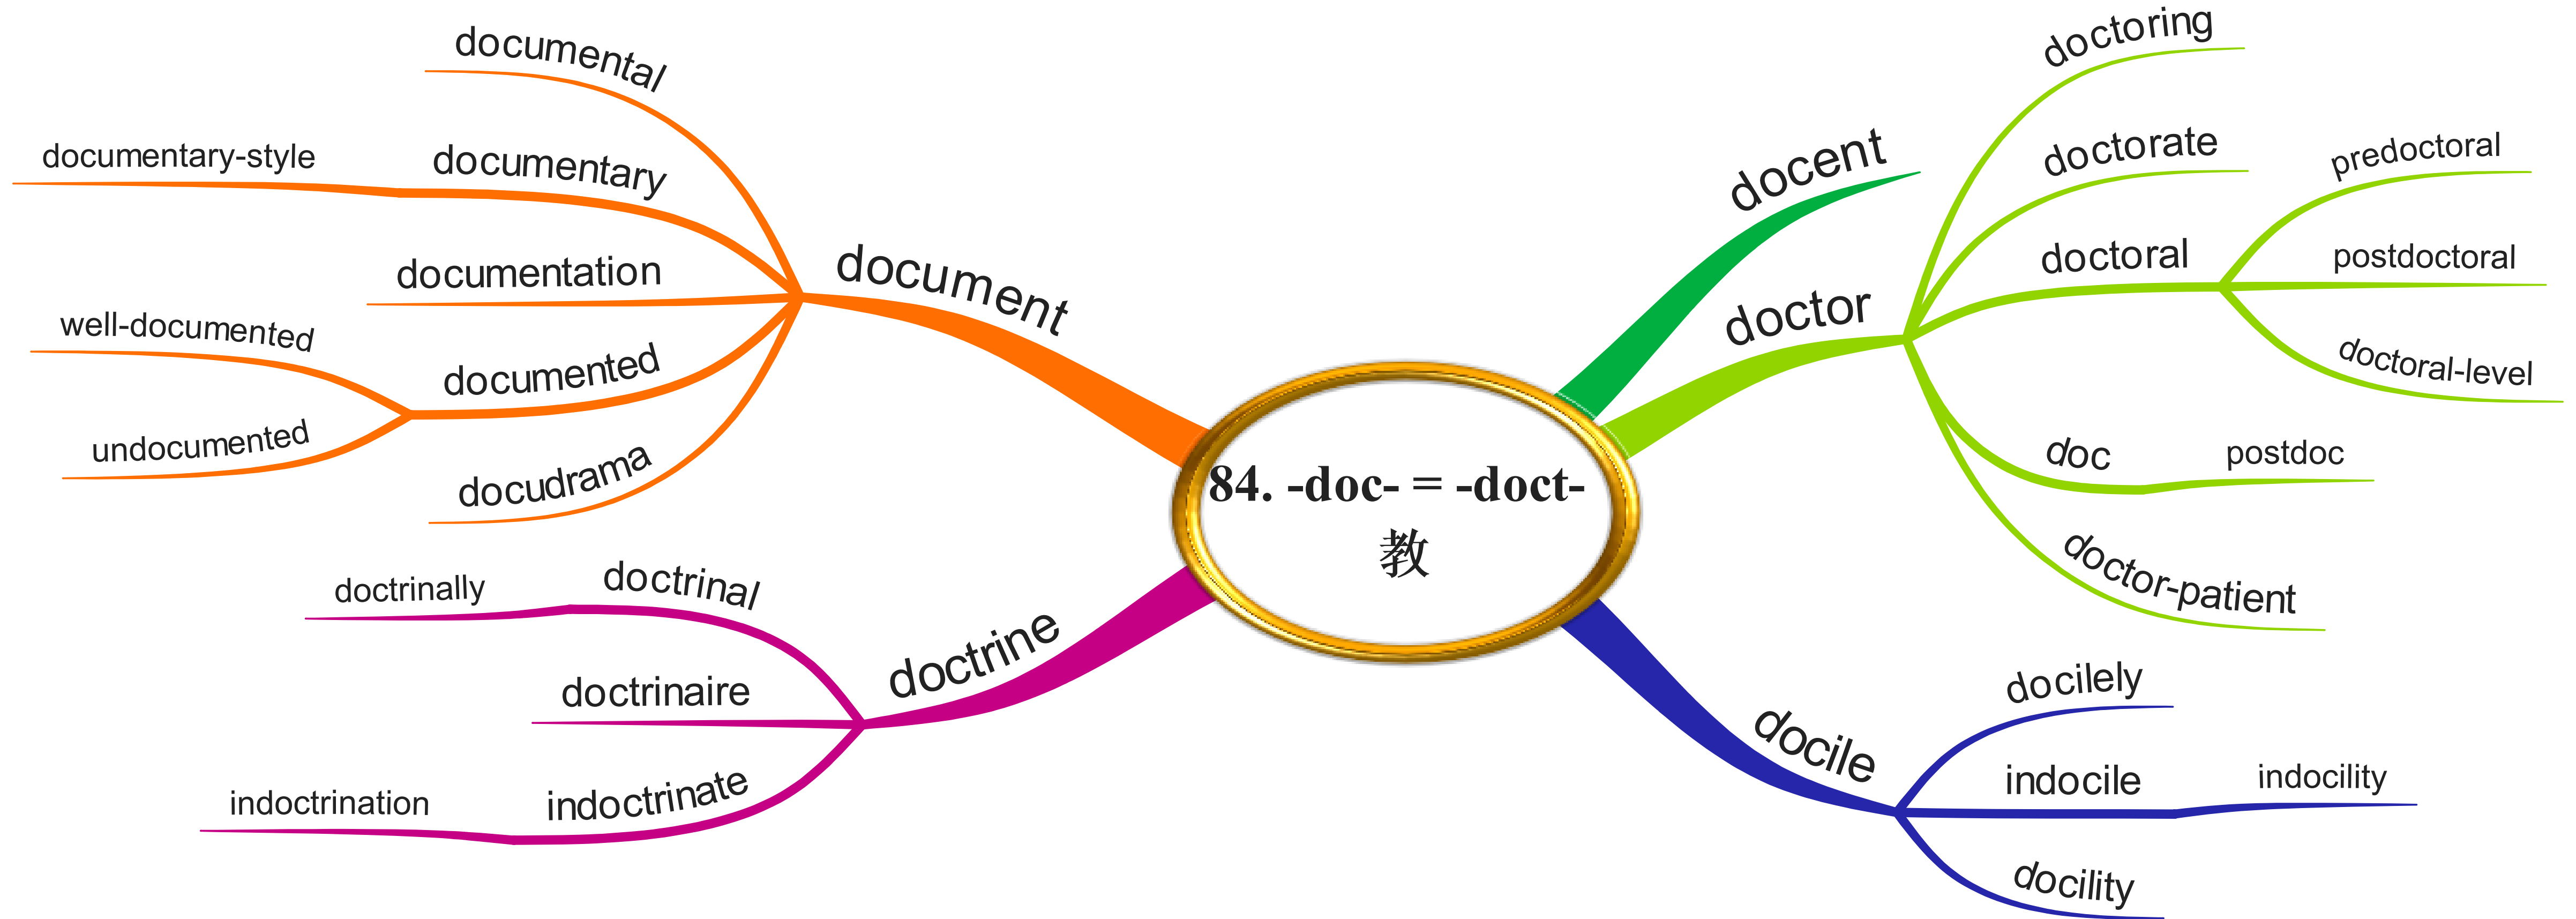 84. -doc- = -doct-
教
docent
doctor
doctoring
doctorate
doctoral
predoctoral
postdoctoral
doctoral-level
doc
postdoc
doctor-patient
docile
docilely
indocile
indocility
docility
doctrine
doctrinal
doctrinally
doctrinaire
indoctrinate
indoctrination
document
documental
documentary
documentary-style
documentation
documented
well-documented
undocumented
docudrama